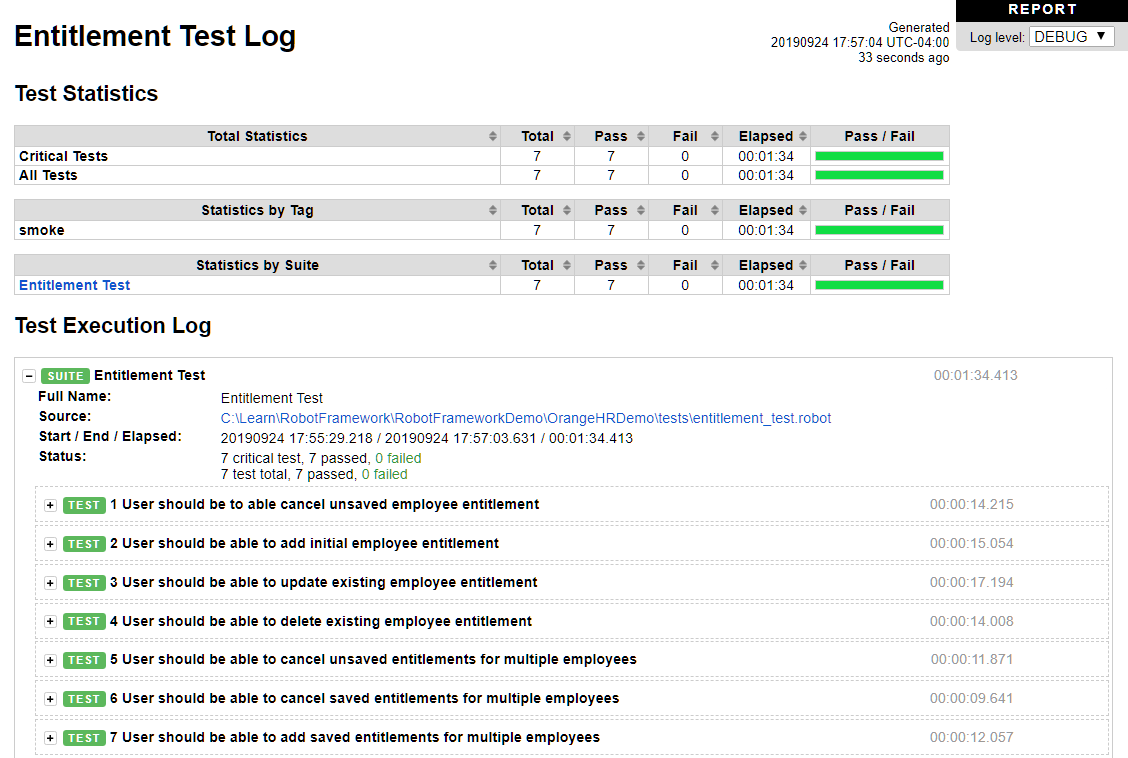 REPORT
Log level: DEBUG
Entitlement Test Log
Generated
20190924 17:57:04 UTC-04:00
33 seconds ago
Test Statistics
Total Statistics Total Pass Fail Elapsed Pass / Fail
Critical Tests 7 7 0 00:01:34
All Tests 7 7 0 00:01:34
Statistics by Tag Total Pass Fail Elapsed Pass / Fail
smoke 7 7 0 00:01:34
Statistics by Suite Total Pass Fail Elapsed Pass / Fail
Entitlement Test 7 7 0 00:01:34
Test Execution Log
SUITE Entitlement Test 00:01:34.413
Full Name: Entitlement Test
Source: C:\Learn\RobotFramework\RobotFrameworkDemo\OrangeHRDemo\tests\entitlement_test.robot
Start / End / Elapsed: 20190924 17:55:29.218 / 20190924 17:57:03.631 / 00:01:34.413
Status: 7 critical test, 7 passed, 0 failed
7 test total, 7 passed, 0 failed
TEST 1 User should be to able cancel unsaved employee entitlement 00:00:14.215
TEST 2 User should be able to add initial employee entitlement 00:00:15.054
TEST 3 User should be able to update existing employee entitlement 00:00:17.194
TEST 4 User should be able to delete existing employee entitlement 00:00:14.008
TEST 5 User should be able to cancel unsaved entitlements for multiple employees 00:00:11.871
TEST 6 User should be able to cancel saved entitlements for multiple employees 00:00:09.641
TEST 7 User should be able to add saved entitlements for multiple employees 00:00:12.057